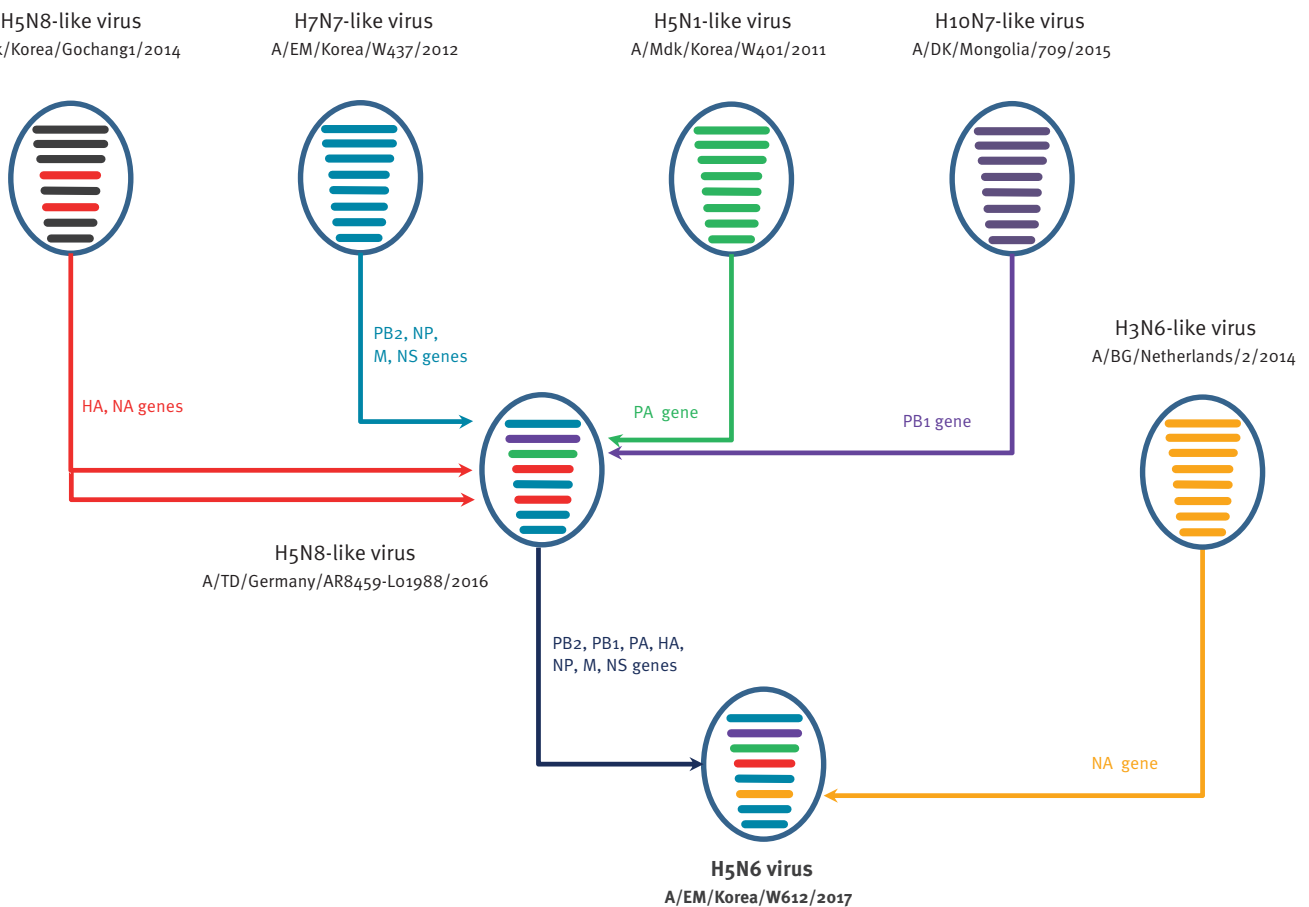 H5N8-like virus
/Korea/Gochang1/2014
H7N7-like virus
A/EM/Korea/W437/2012
H5N1-like virus
A/Mdk/Korea/W401/2011
H10N7-like virus
A/DK/Mongolia/709/2015
PB2, NP,
M, NS genes
H3N6-like virus
A/BG/Netherlands/2/2014
HA, NA genes
PA gene
PB1 gene
H5N8-like virus
A/TD/Germany/AR8459-L01988/2016
PB2, PB1, PA, HA,
NP, M, NS genes
NA gene
H5N6 virus
A/EM/Korea/W612/2017